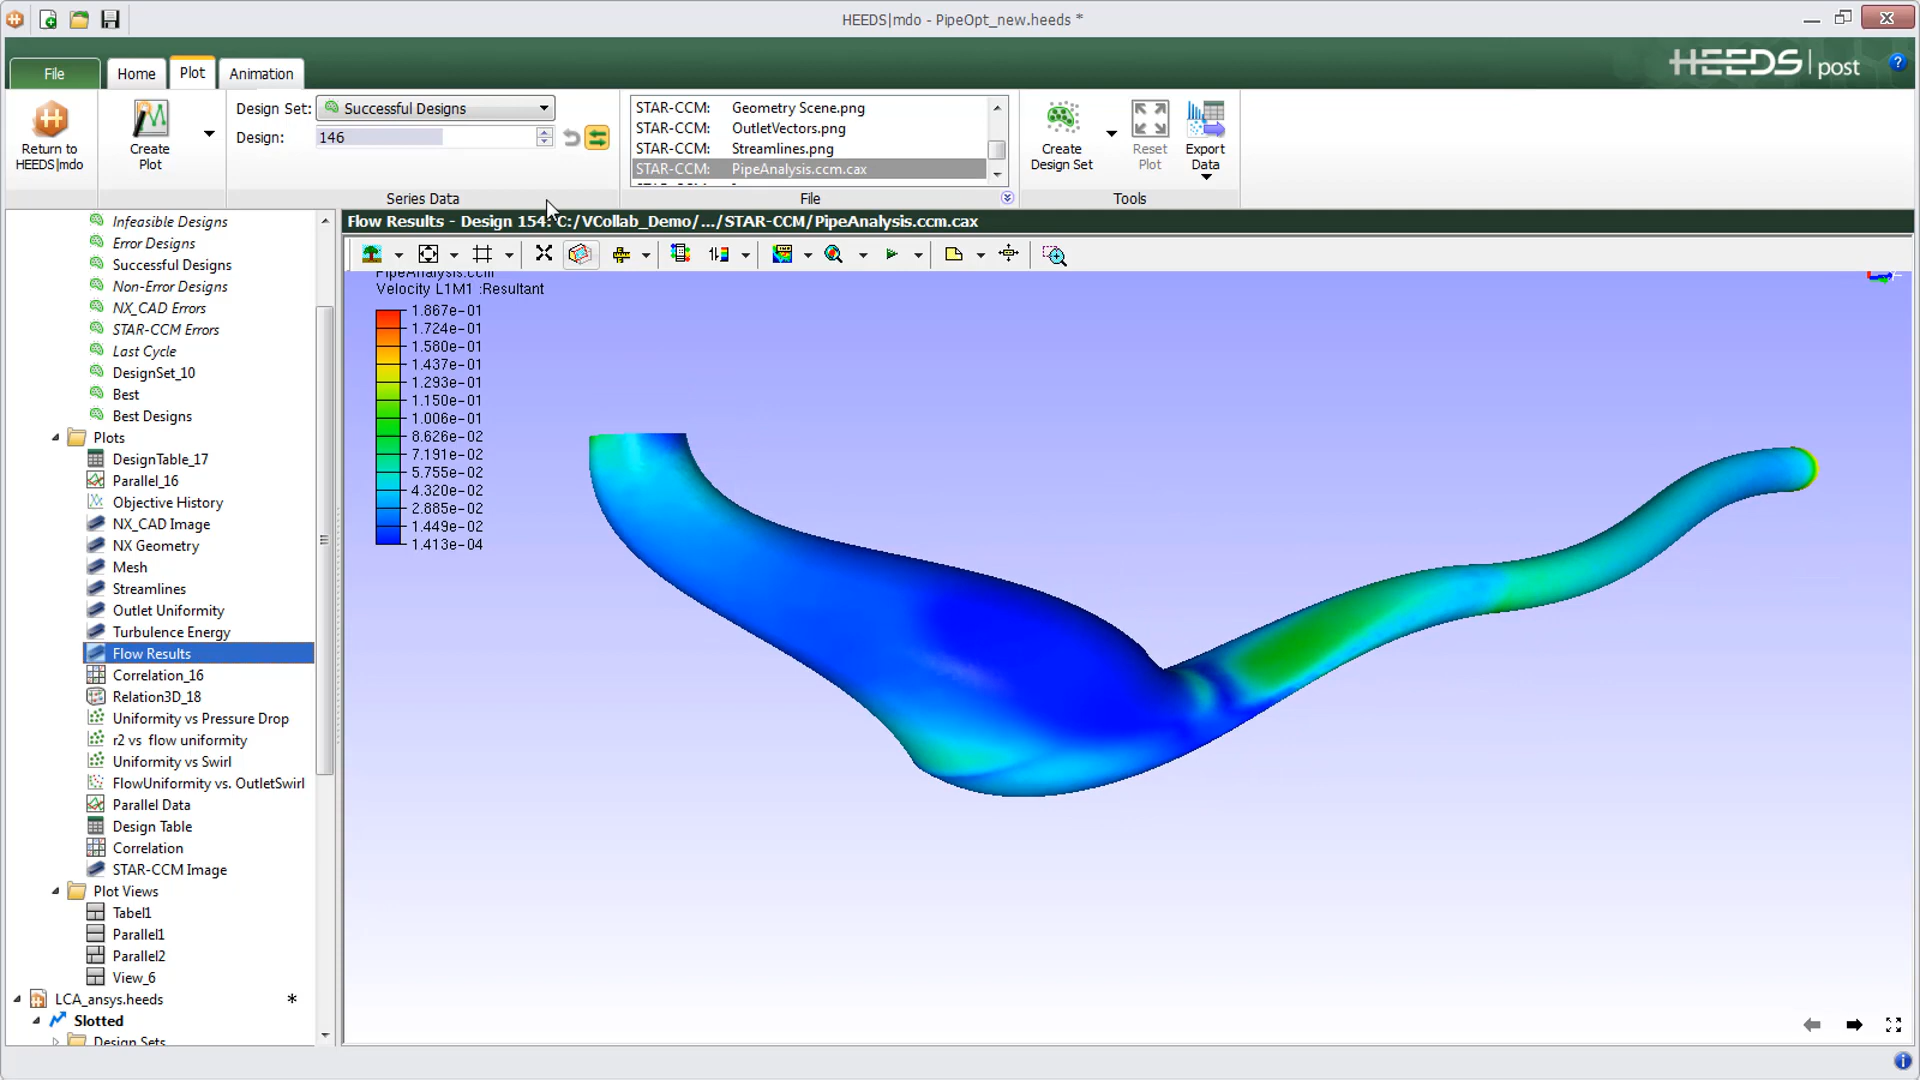 HEEDS|mdo - PipeOpt_new.heeds *
File
Home
Plot
Animation
HEEDS|post
?
Return to
HEEDS|mdo
Create
Plot
Design Set:
Successful Designs
Design:
146
Series Data
STAR-CCM: Geometry Scene.png
STAR-CCM: OutletVectors.png
STAR-CCM: Streamlines.png
STAR-CCM: PipeAnalysis.ccm.cax
File
Create
Design Set
Reset
Plot
Export
Data
Tools
Flow Results - Design 154: C:/VCollab_Demo/.../STAR-CCM/PipeAnalysis.ccm.cax
Infeasible Designs
Error Designs
Successful Designs
Non-Error Designs
NX_CAD Errors
STAR-CCM Errors
Last Cycle
DesignSet_10
Best
Best Designs
Plots
DesignTable_17
Parallel_16
Objective History
NX_CAD Image
NX Geometry
Mesh
Streamlines
Outlet Uniformity
Turbulence Energy
Flow Results
Correlation_16
Relation3D_18
Uniformity vs Pressure Drop
r2 vs flow uniformity
Uniformity vs Swirl
FlowUniformity vs. OutletSwirl
Parallel Data
Design Table
Correlation
STAR-CCM Image
Plot Views
Tabel1
Parallel1
Parallel2
View_6
LCA_ansys.heeds *
Slotted
Design Sets
PipeAnalysis.ccm
Velocity L1M1 :Resultant
1.867e-01
1.724e-01
1.580e-01
1.437e-01
1.293e-01
1.150e-01
1.006e-01
8.626e-02
7.191e-02
5.755e-02
4.320e-02
2.885e-02
1.449e-02
1.413e-04